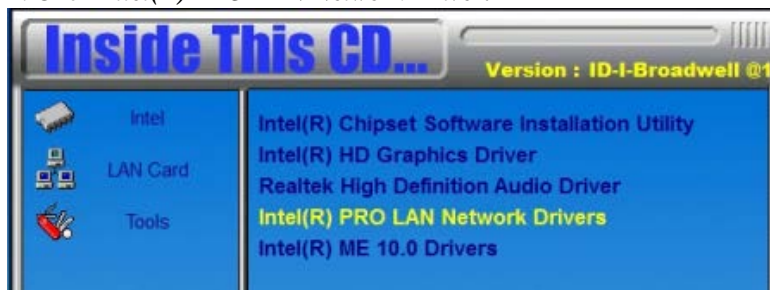 Inside This CD...
Version : ID-I-Broadwell @1
Intel
LAN Card
Tools
Intel(R) Chipset Software Installation Utility
Intel(R) HD Graphics Driver
Realtek High Definition Audio Driver
Intel(R) PRO LAN Network Drivers
Intel(R) ME 10.0 Drivers